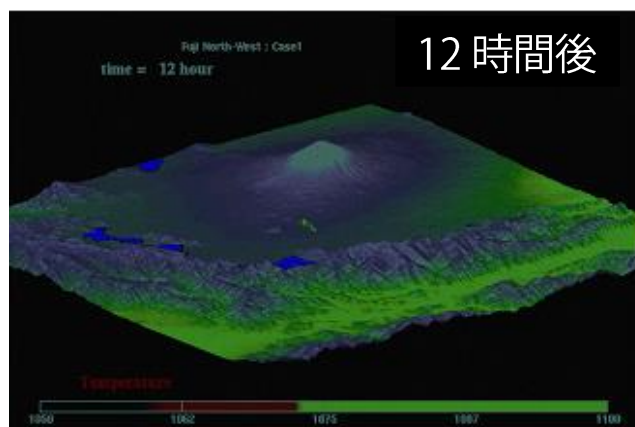 Fuji North-West : Case1
time = 12 hour
12 時間後
Temperature
1050 1062 1075 1087 1100